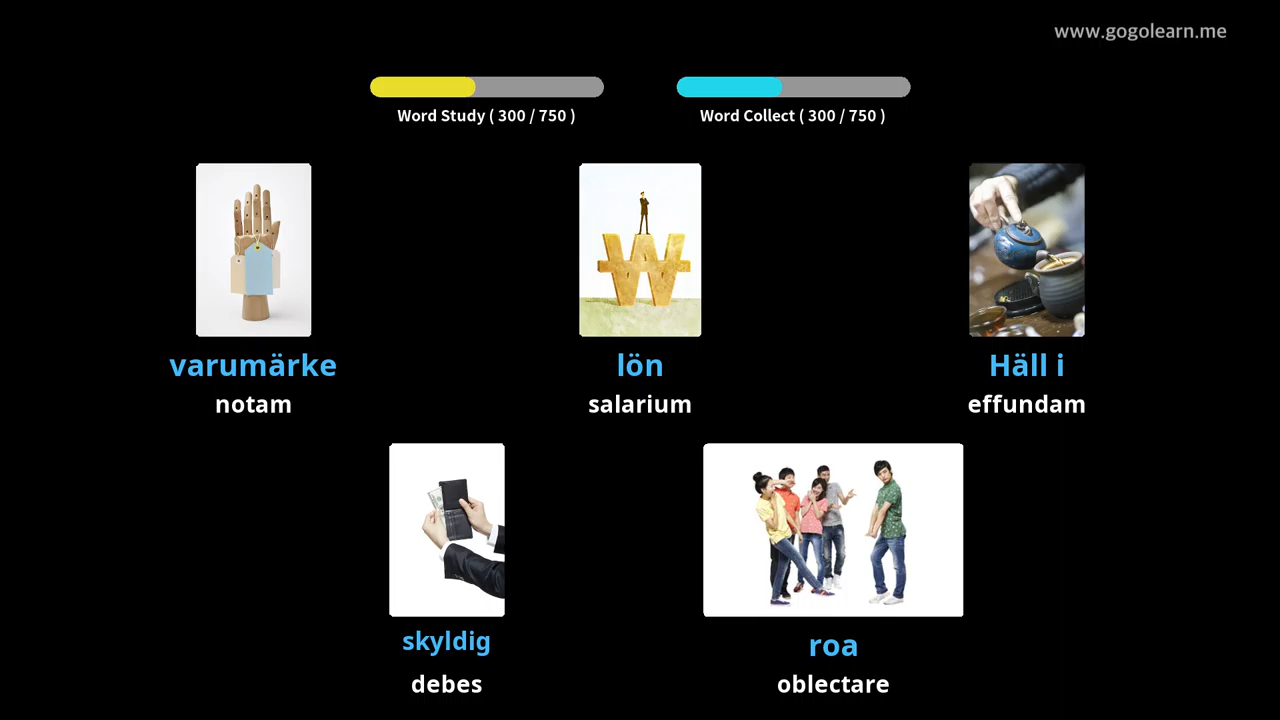 www.gogolearn.me
Word Study ( 300 / 750 )
Word Collect ( 300 / 750 )
varumärke
notam
lön
salarium
Häll i
effundam
skyldig
debes
roa
oblectare